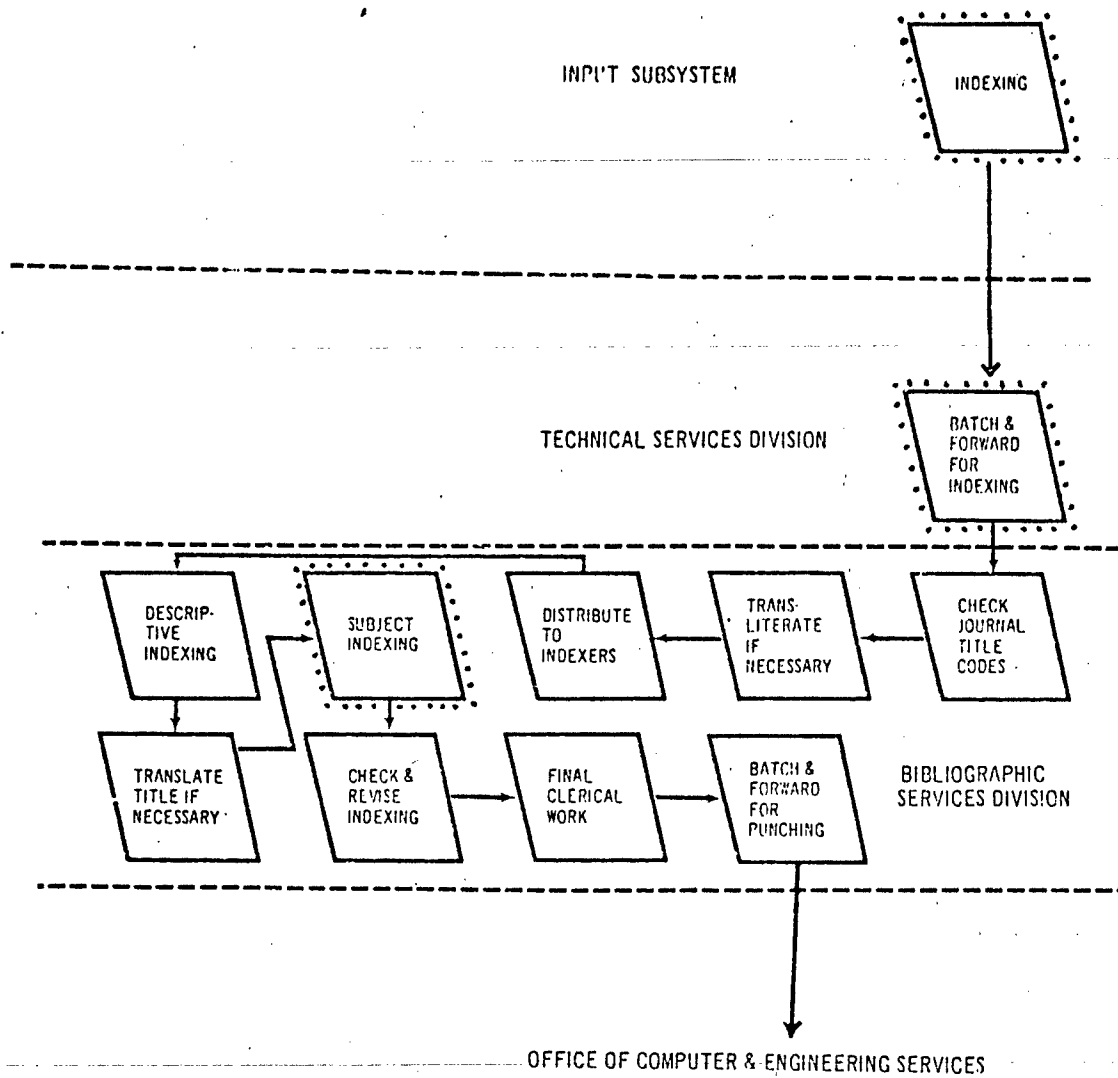 INPUT SUBSYSTEM
INDEXING
TECHNICAL SERVICES DIVISION
BATCH &
FORWARD
FOR
INDEXING
DESCRIP-
TIVE
INDEXING
SUBJECT
INDEXING
DISTRIBUTE
TO
INDEXERS
TRANS-
LITERATE
IF
NECESSARY
CHECK
JOURNAL
TITLE
CODES
TRANSLATE
TITLE IF
NECESSARY
CHECK &
REVISE
INDEXING
FINAL
CLERICAL
WORK
BATCH &
FORWARD
FOR
PUNCHING
BIBLIOGRAPHIC
SERVICES DIVISION
OFFICE OF COMPUTER & ENGINEERING SERVICES